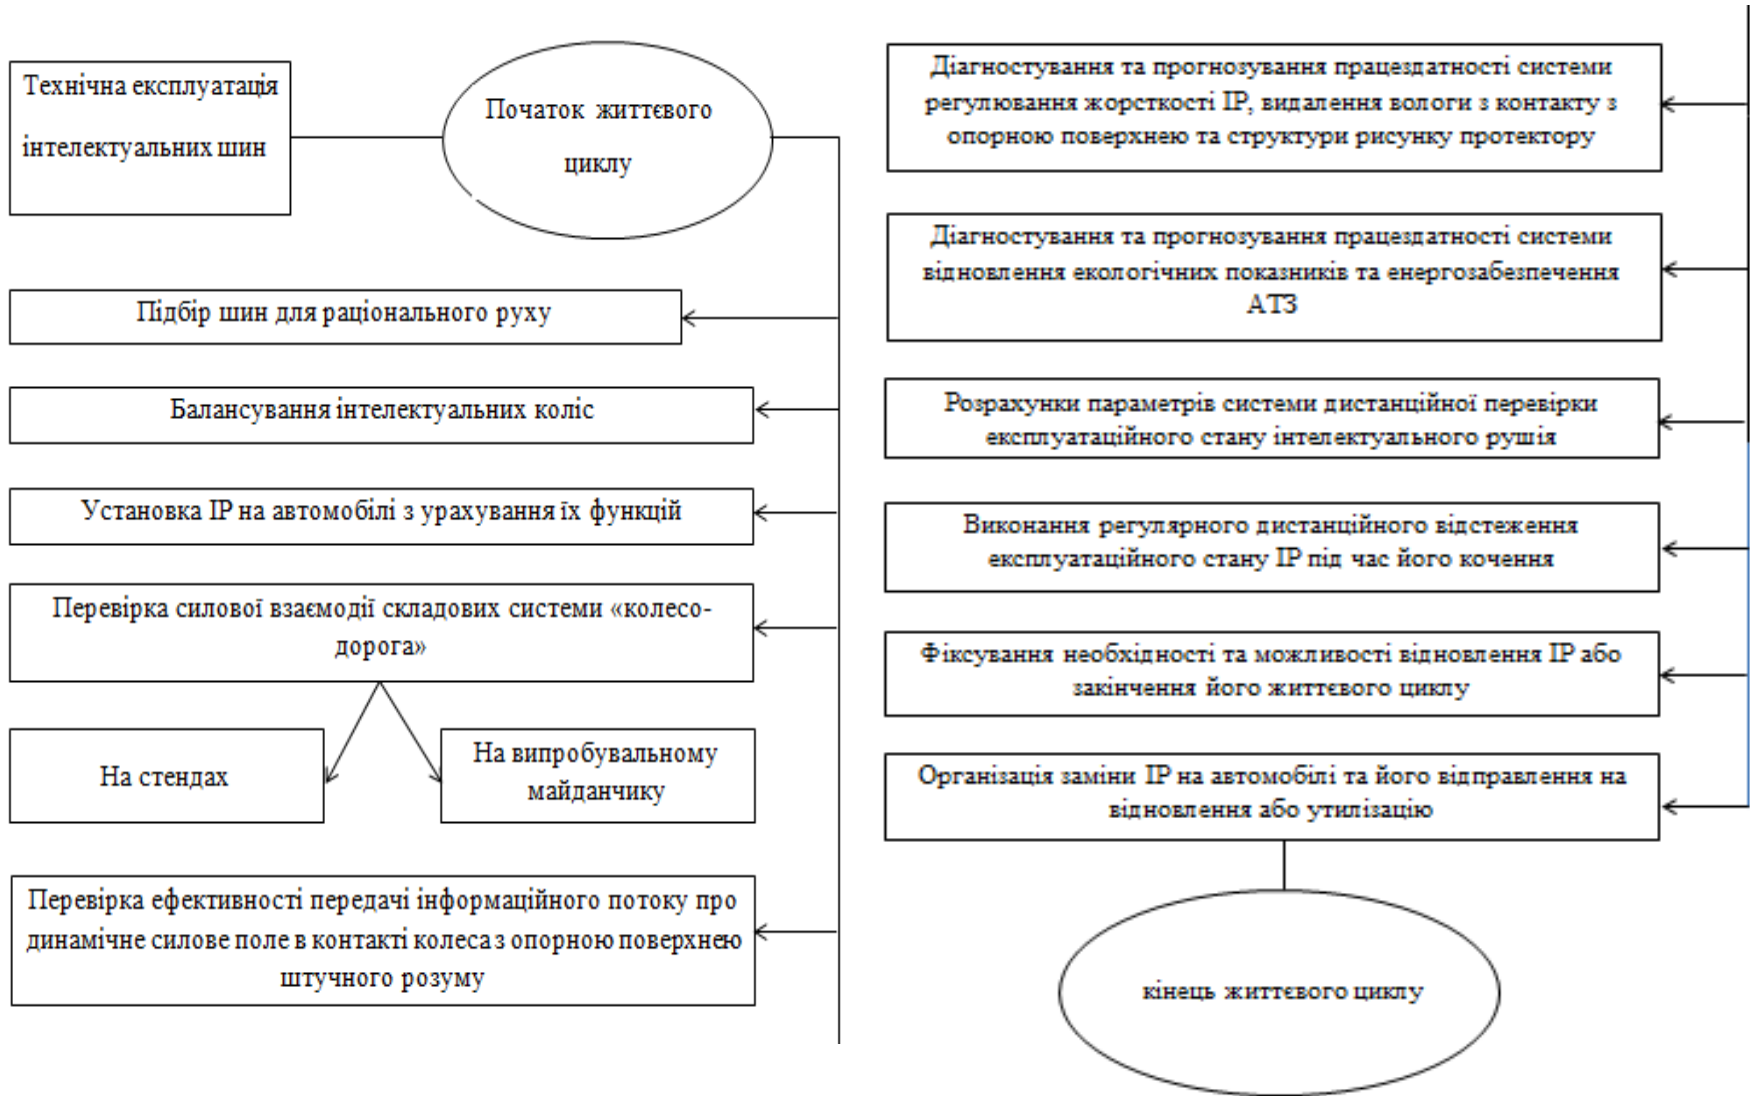 Технічна експлуатація
інтелектуальних шин
Початок життєвого
циклу
Підбір шин для раціонального руху
Балансування інтелектуальних коліс
Установка ІР на автомобілі з урахування їх функцій
Перевірка силової взаємодії складових системи «колесо-
дорога»
На стендах
На випробувальному
майданчику
Перевірка ефективності передачі інформаційного потоку про
динамічне силове поле в контакті колеса з опорною поверхнею
штучного розуму
Діагностування та прогнозування працездатності системи
регулювання жорсткості ІР, видалення вологи з контакту з
опорною поверхнею та структури рисунку протектору
Діагностування та прогнозування працездатності системи
відновлення екологічних показників та енергозабезпечення
АТЗ
Розрахунки параметрів системи дистанційної перевірки
експлуатаційного стану інтелектуального рушія
Виконання регулярного дистанційного відстеження
експлуатаційного стану ІР під час його кочення
Фіксування необхідності та можливості відновлення ІР або
закінчення його життєвого циклу
Організація заміни ІР на автомобілі та його відправлення на
відновлення або утилізацію
кінець життєвого циклу